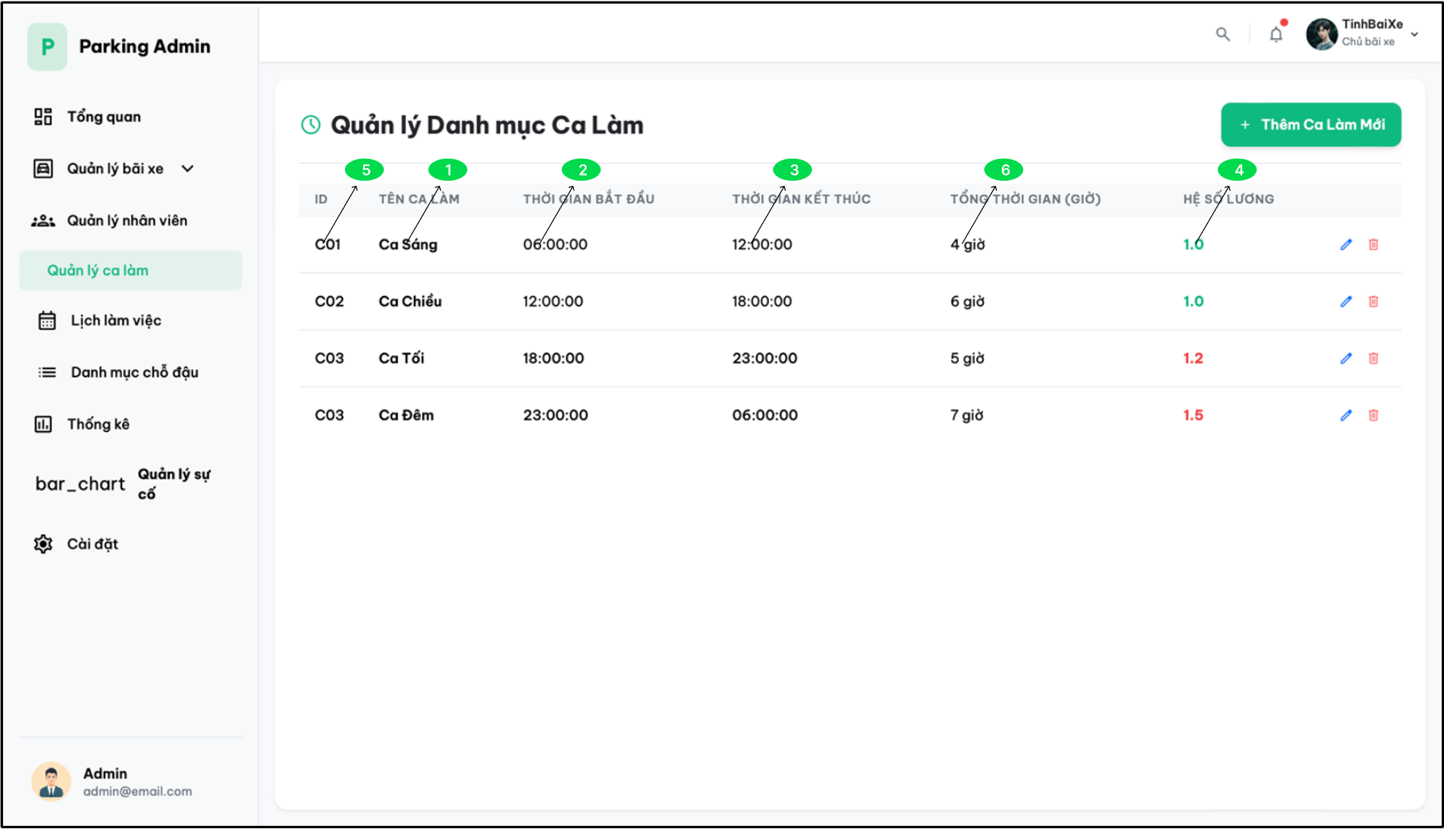 P Parking Admin
TinhBaiXe
Chủ bãi xe
Tổng quan
Quản lý bãi xe
Quản lý nhân viên
Quản lý ca làm
Lịch làm việc
Danh mục chỗ đậu
Thống kê
bar_chart Quản lý sự
cố
Cài đặt
Admin
admin@email.com
Quản lý Danh mục Ca Làm
+ Thêm Ca Làm Mới
5 1 2 3 6 4
ID TÊN CA LÀM THỜI GIAN BẮT ĐẦU THỜI GIAN KẾT THÚC TỔNG THỜI GIAN (GIỜ) HỆ SỐ LƯƠNG
C01 Ca Sáng 06:00:00 12:00:00 4 giờ 1.0
C02 Ca Chiều 12:00:00 18:00:00 6 giờ 1.0
C03 Ca Tối 18:00:00 23:00:00 5 giờ 1.2
C03 Ca Đêm 23:00:00 06:00:00 7 giờ 1.5